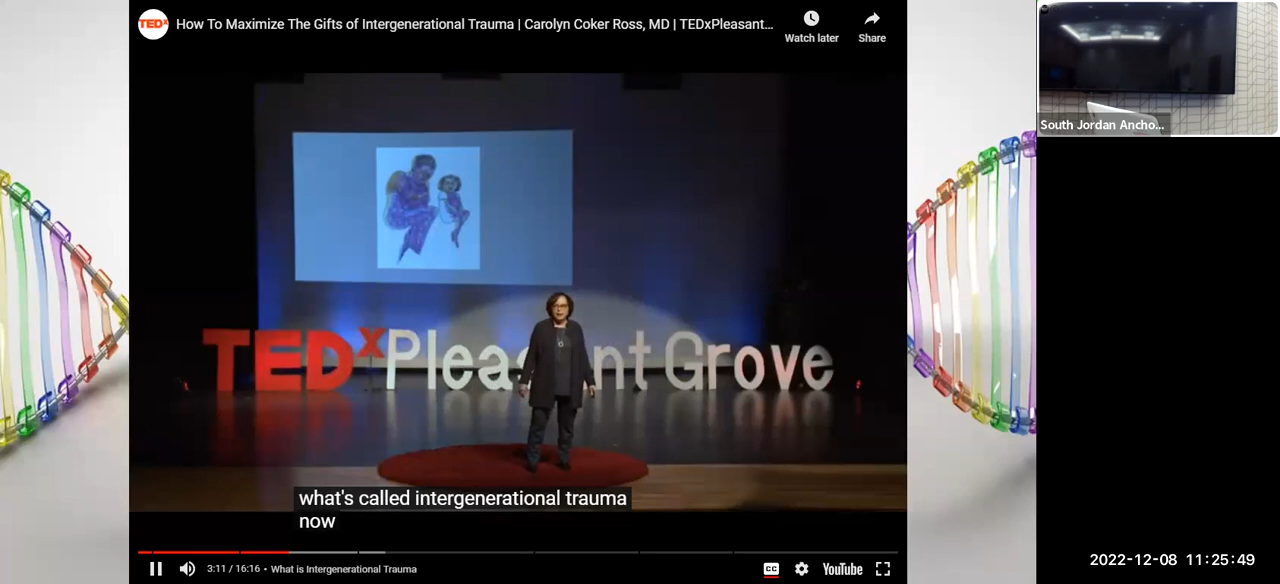 TEDx
How To Maximize The Gifts of Intergenerational Trauma | Carolyn Coker Ross, MD | TEDxPleasant...
Watch later
Share
South Jordan Ancho...
TEDxPleasant Grove
what's called intergenerational trauma
now
3:11 / 16:16 • What is Intergenerational Trauma
CC
YouTube
2022-12-08 11:25:49